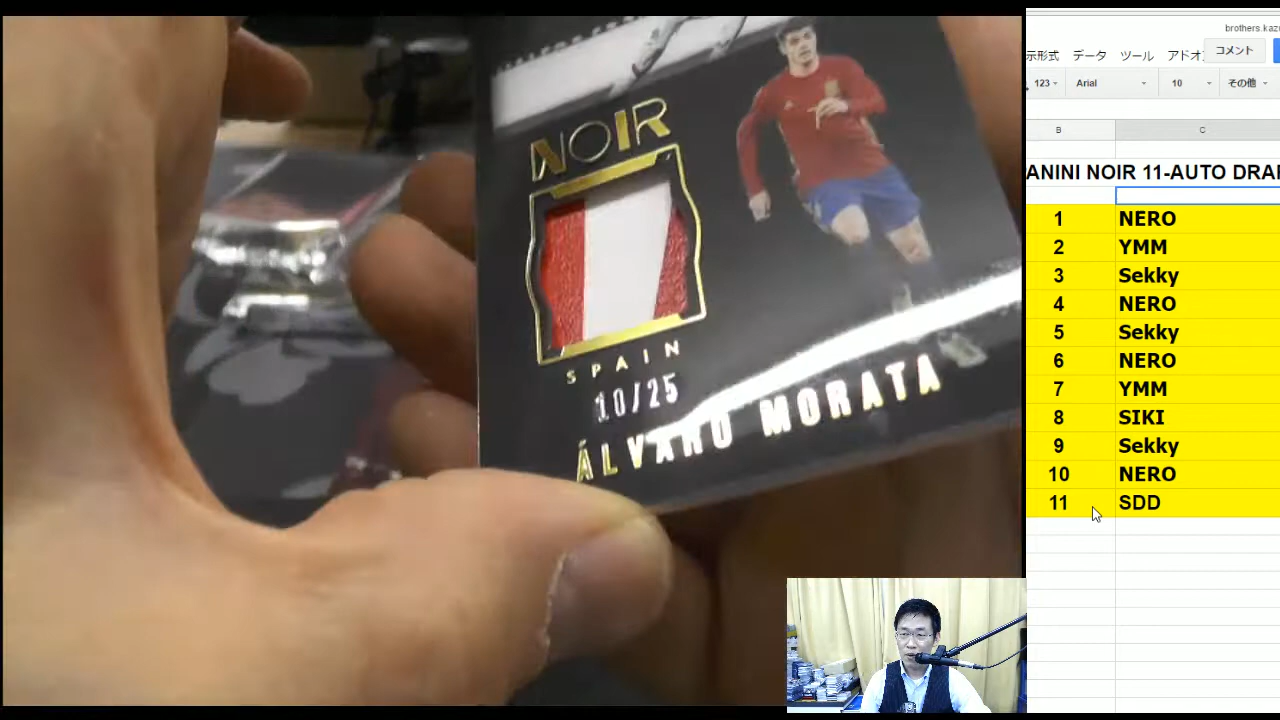 NOIR
SPAIN
10/25
ÁLVARO MORATA
brothers.kaz
示形式 データ ツール アドオ
コメント
123 Arial 10 その他
B C
ANINI NOIR 11-AUTO DRA
1 NERO
2 YMM
3 Sekky
4 NERO
5 Sekky
6 NERO
7 YMM
8 SIKI
9 Sekky
10 NERO
11 SDD